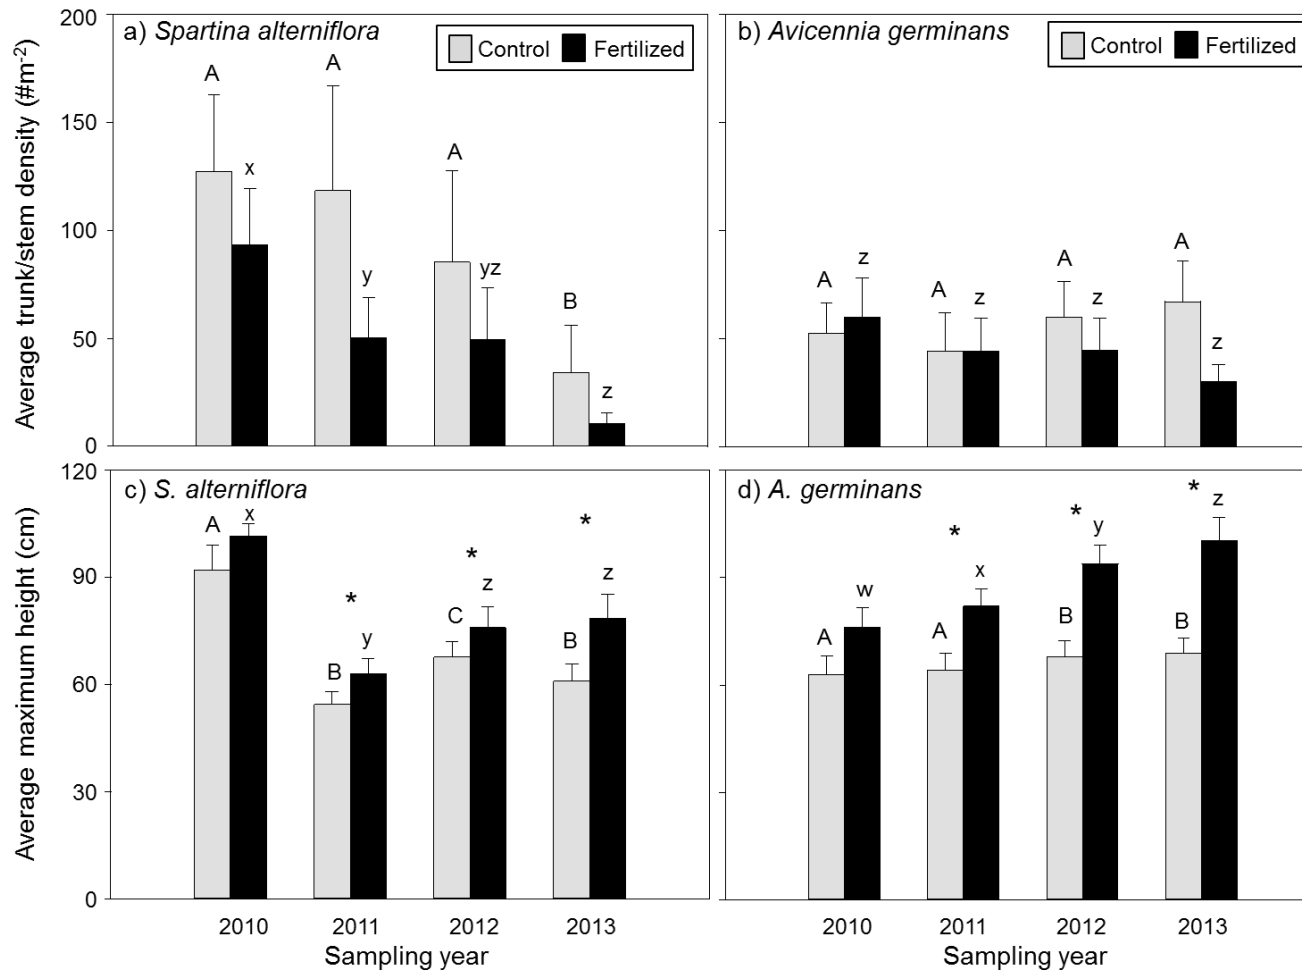 a) Spartina alterniflora
Control Fertilized
b) Avicennia germinans
Control Fertilized
Average trunk/stem density (#m-2)
200
150
100
50
0
A x A y A yz B z
A z A z A z A z
c) S. alterniflora
d) A. germinans
Average maximum height (cm)
120
90
60
30
0
A x * B y * C z * B z
A w * A x * B y * B z
2010 2011 2012 2013
Sampling year
2010 2011 2012 2013
Sampling year